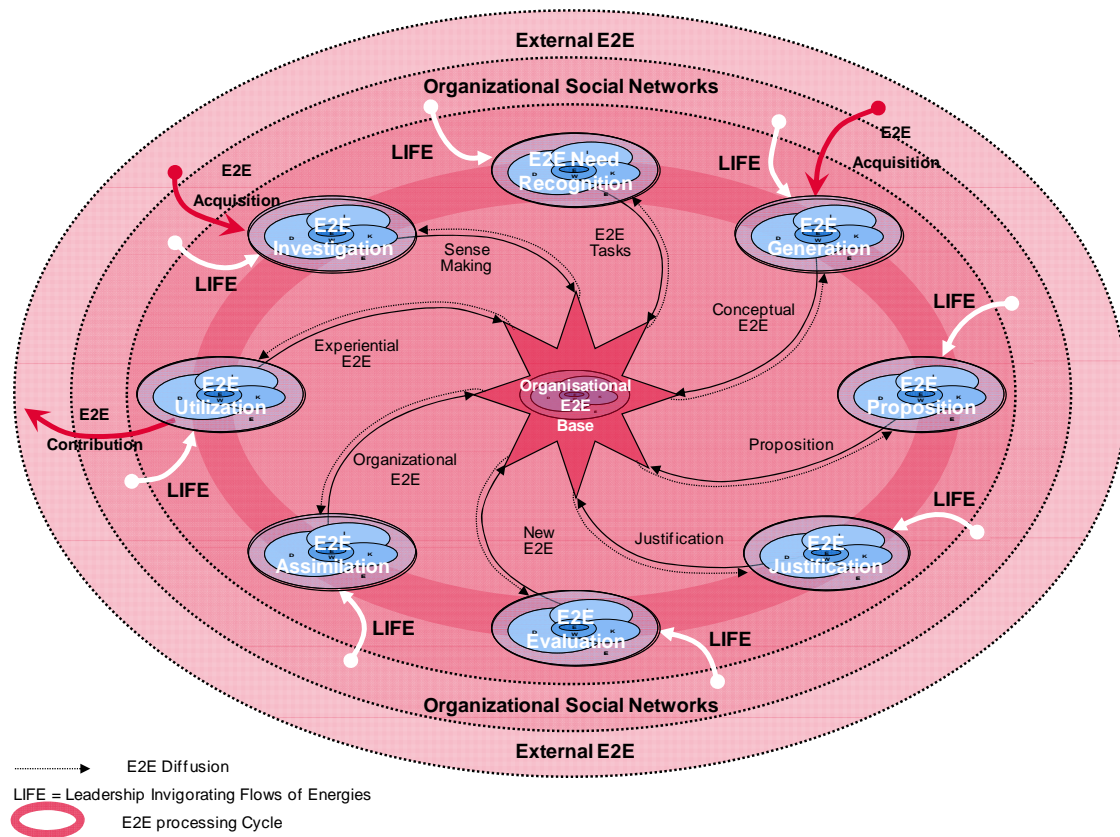 External E2E
Organizational Social Networks
LIFE
E2E Need
Recognition
LIFE
E2E
Acquisition
E2E
Acquisition
E2E
Investigation
LIFE
Sense
Making
E2E
Tasks
E2E
Generation
Conceptual
E2E
LIFE
Experiential
E2E
E2E
Utilization
Organisational
E2E
Base
E2E
Proposition
E2E
Contribution
LIFE
Organizational
E2E
Proposition
LIFE
New
E2E
Justification
E2E
Assimilation
E2E
Justification
LIFE
E2E
Evaluation
LIFE
Organizational Social Networks
External E2E
E2E Diffusion
LIFE = Leadership Invigorating Flows of Energies
E2E processing Cycle